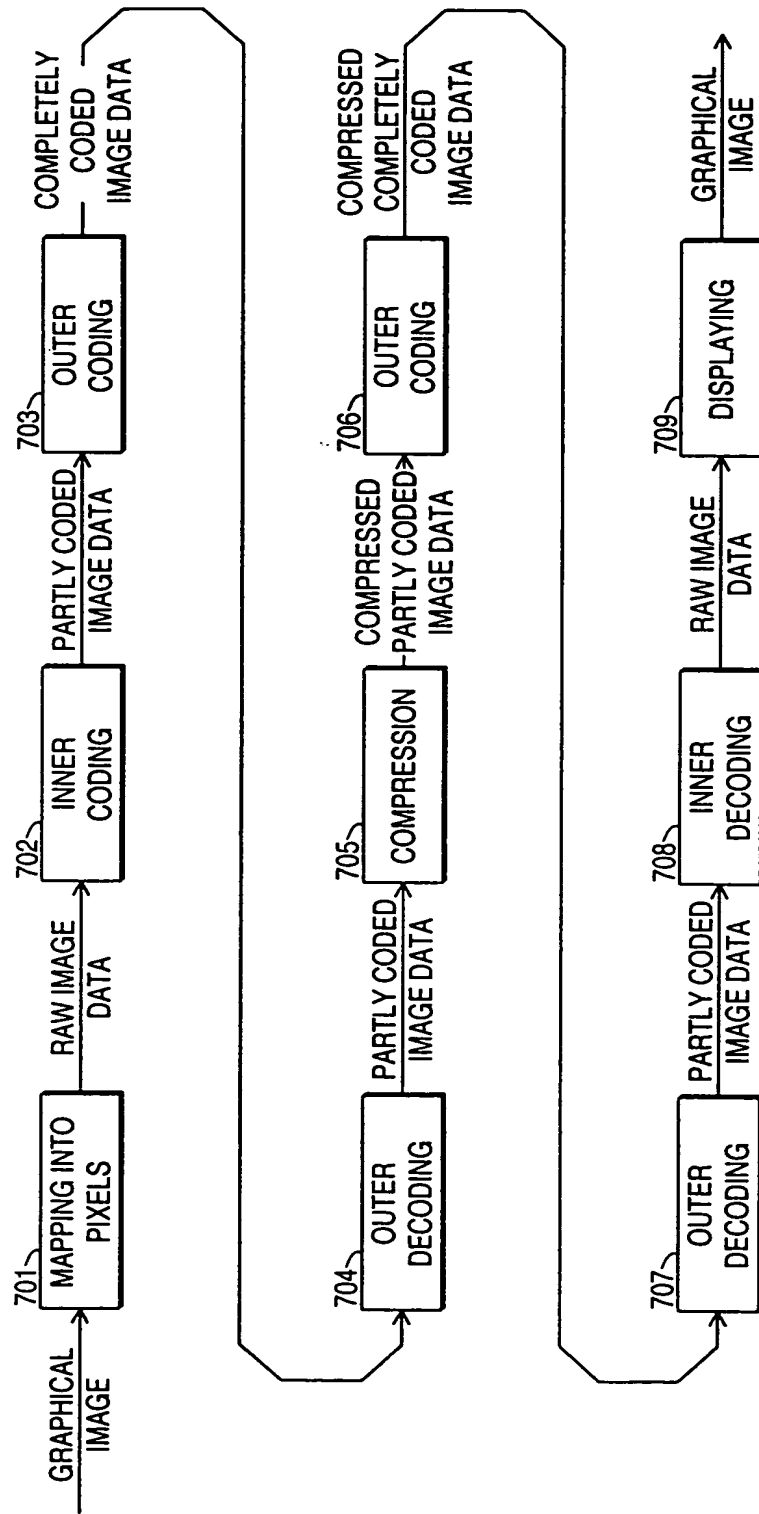 GRAPHICAL
IMAGE
701
MAPPING INTO
PIXELS
RAW IMAGE
DATA
702
INNER
CODING
PARTLY CODED
IMAGE DATA
703
OUTER
CODING
COMPLETELY
CODED
IMAGE DATA
704
OUTER
DECODING
PARTLY CODED
IMAGE DATA
705
COMPRESSION
COMPRESSED
PARTLY CODED
IMAGE DATA
706
OUTER
CODING
COMPRESSED
COMPLETELY
CODED
IMAGE DATA
707
OUTER
DECODING
PARTLY CODED
IMAGE DATA
708
INNER
DECODING
RAW IMAGE
DATA
709
DISPLAYING
GRAPHICAL
IMAGE